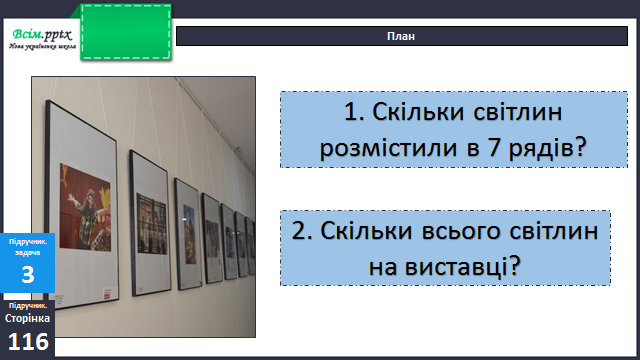 Всім.pptx
Нова українська школа
План
1. Скільки світлин
розмістили в 7 рядів?
2. Скільки всього світлин
на виставці?
Підручник.
задача
3
Підручник.
Сторінка
116